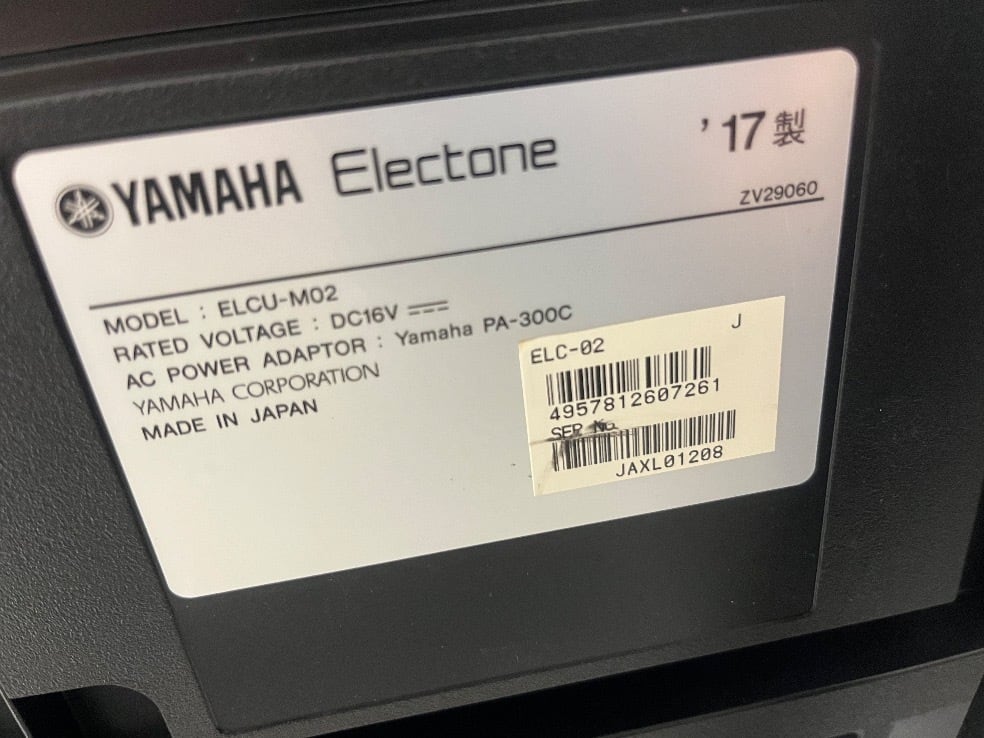 YAMAHA Electone '17製
ZV29060
MODEL : ELCU-M02
RATED VOLTAGE : DC16V
AC POWER ADAPTOR : Yamaha PA-300C
YAMAHA CORPORATION
MADE IN JAPAN
ELC-02 J
4957812607261
SER No.
JAXL01208